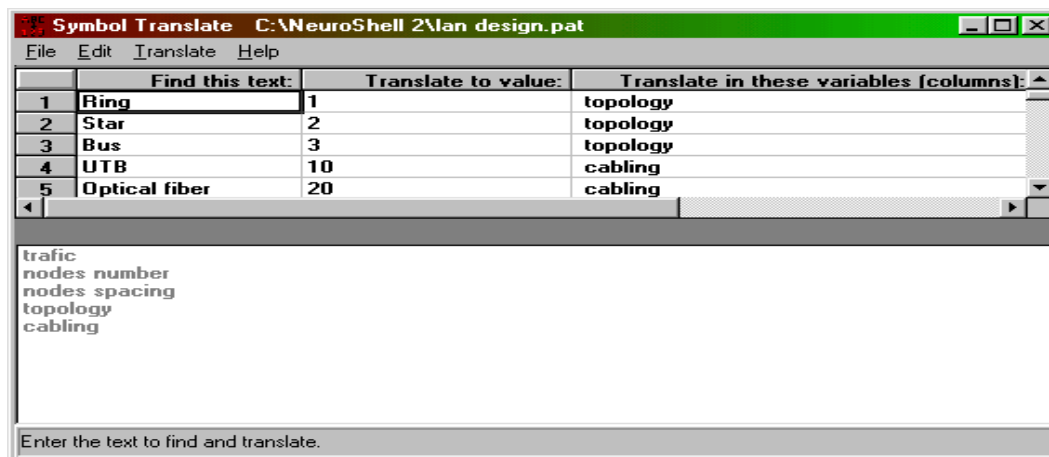 Symbol Translate C:\NeuroShell 2\lan design.pat
File Edit Translate Help
Find this text: Translate to value: Translate in these variables (columns):
1 Ring 1 topology
2 Star 2 topology
3 Bus 3 topology
4 UTB 10 cabling
5 Optical fiber 20 cabling
trafic
nodes number
nodes spacing
topology
cabling
Enter the text to find and translate.